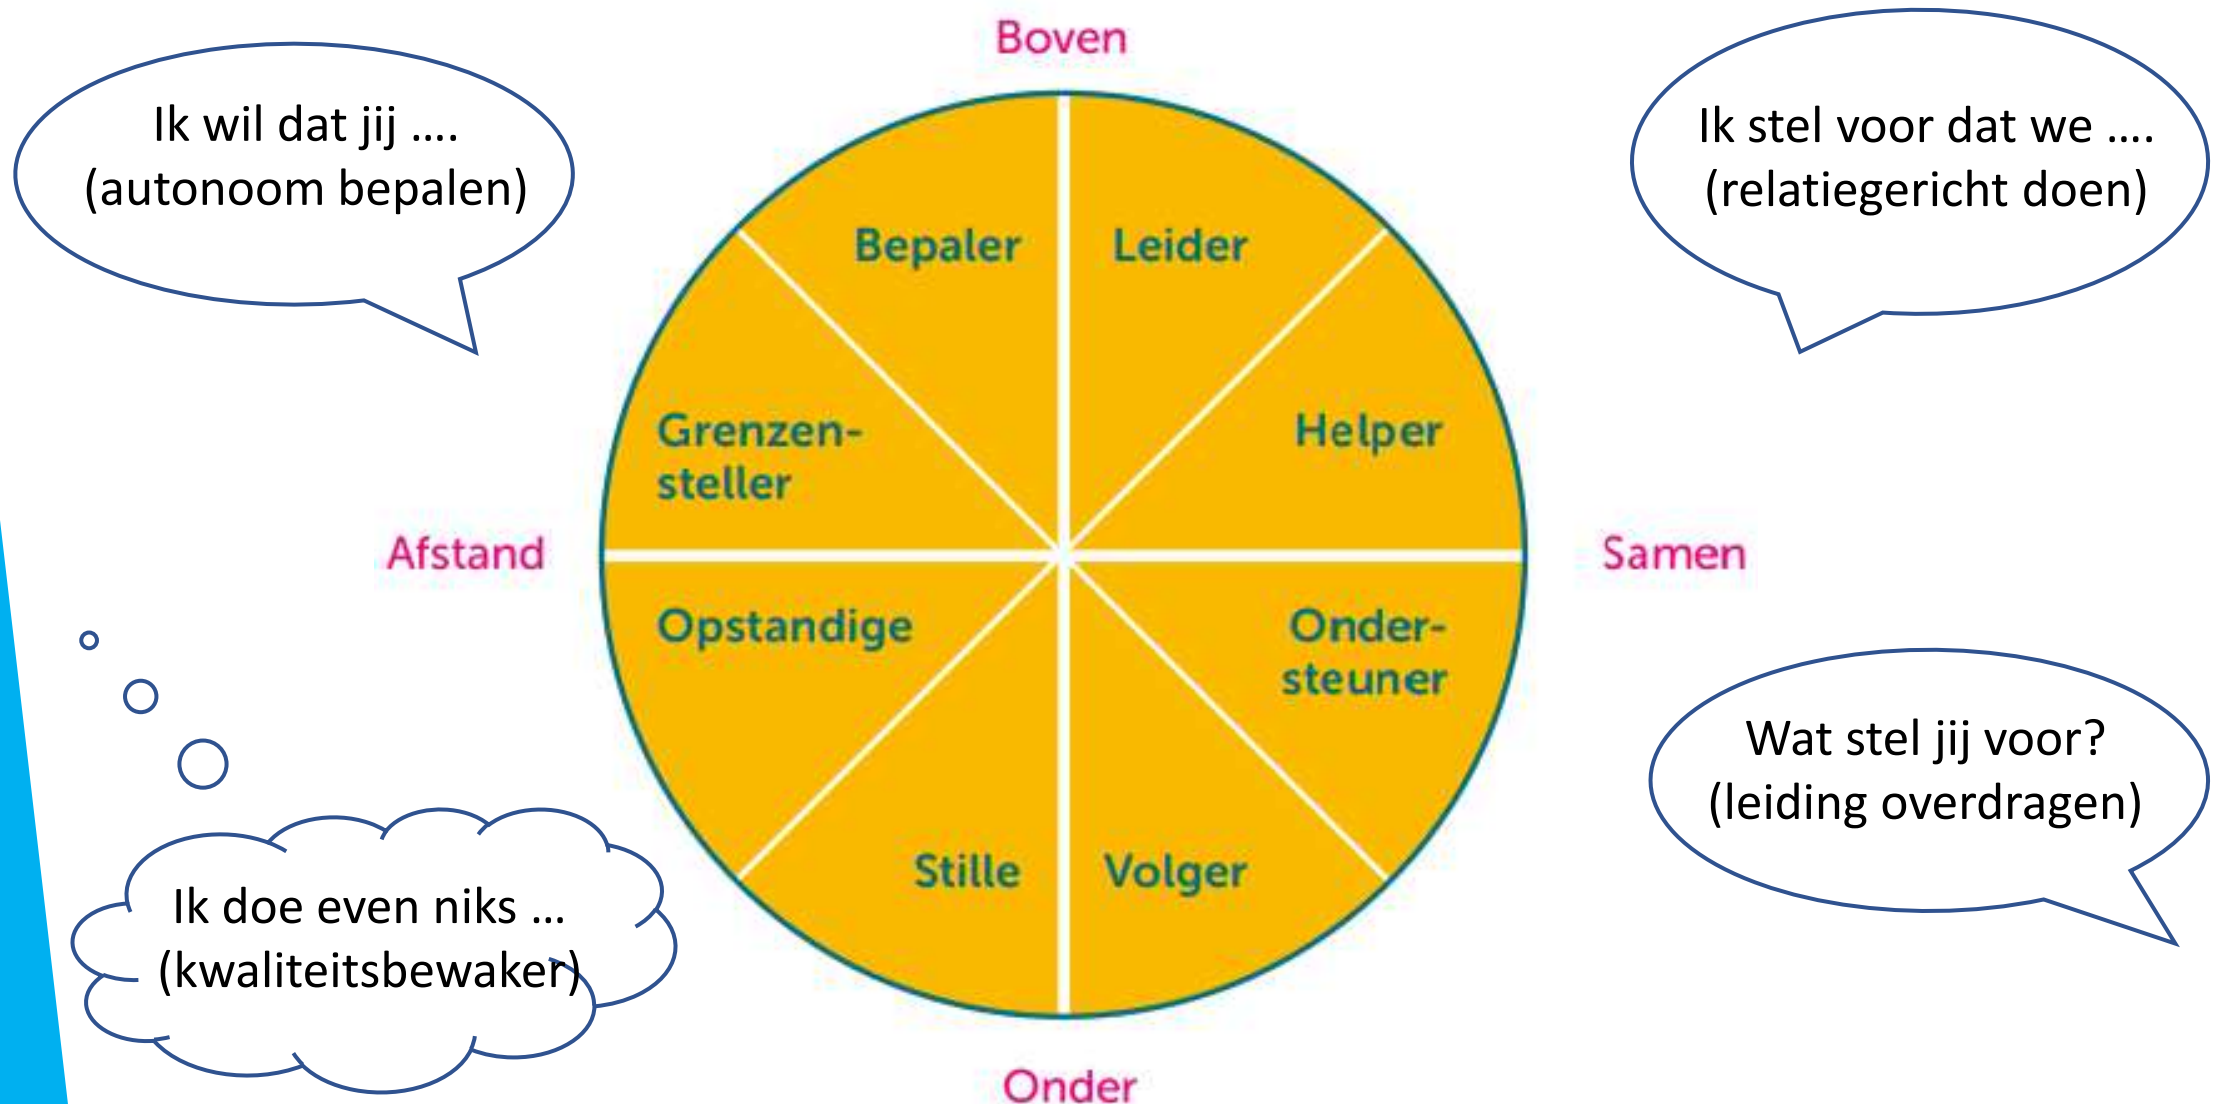 Boven
Ik wil dat jij ....
(autonoom bepalen)
Ik stel voor dat we ....
(relatiegericht doen)
Bepaler
Leider
Grenzen-
steller
Helper
Afstand
Samen
Opstandige
Onder-
steuner
Wat stel jij voor?
(leiding overdragen)
Stille
Volger
Ik doe even niks ...
(kwaliteitsbewaker)
Onder